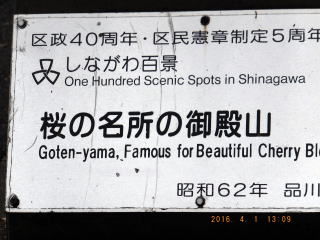 区政40周年・区民憲章制定5周年
しながわ百景
One Hundred Scenic Spots in Shinagawa
桜の名所の御殿山
Goten-yama, Famous for Beautiful Cherry Bl
昭和62年 品川
2016. 4. 1 13:09